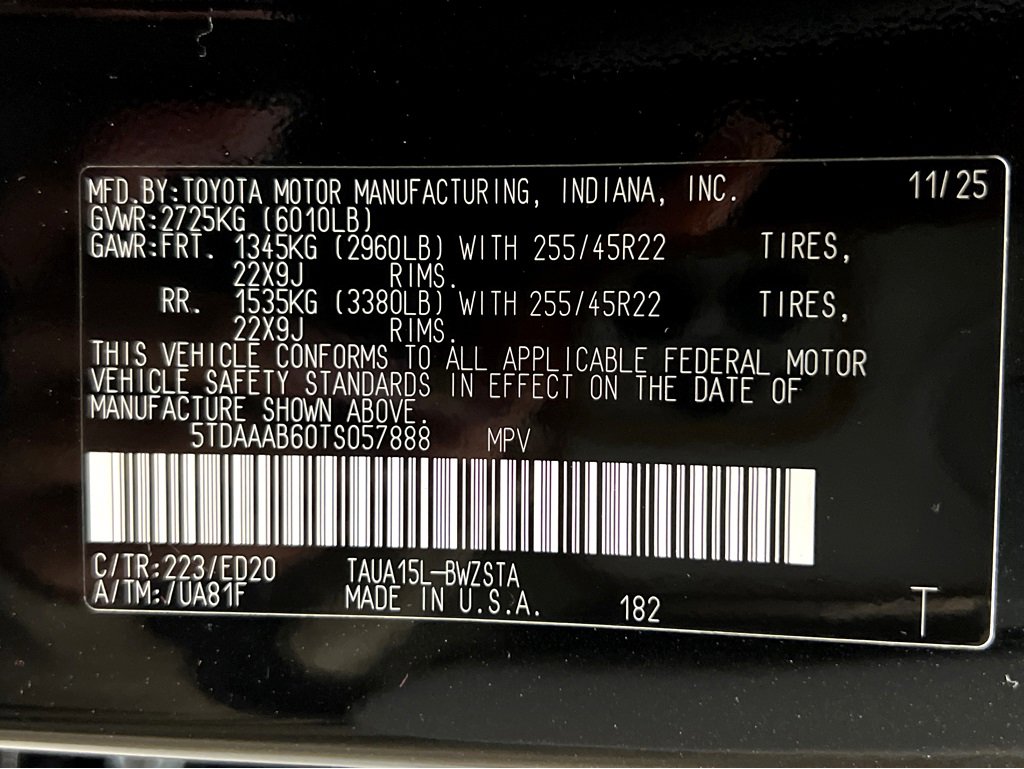 MFD.BY:TOYOTA MOTOR MANUFACTURING, INDIANA, INC. 11/25
GVWR:2725KG (6010LB)
GAWR:FRT. 1345KG (2960LB) WITH 255/45R22 TIRES,
22X9J RIMS.
RR. 1535KG (3380LB) WITH 255/45R22 TIRES,
22X9J RIMS.
THIS VEHICLE CONFORMS TO ALL APPLICABLE FEDERAL MOTOR
VEHICLE SAFETY STANDARDS IN EFFECT ON THE DATE OF
MANUFACTURE SHOWN ABOVE.
5TDAAAB60TS057888 MPV
C/TR:223/ED20 TAUA15L-BWZSTA
A/TM:/UA81F MADE IN U.S.A. 182 T